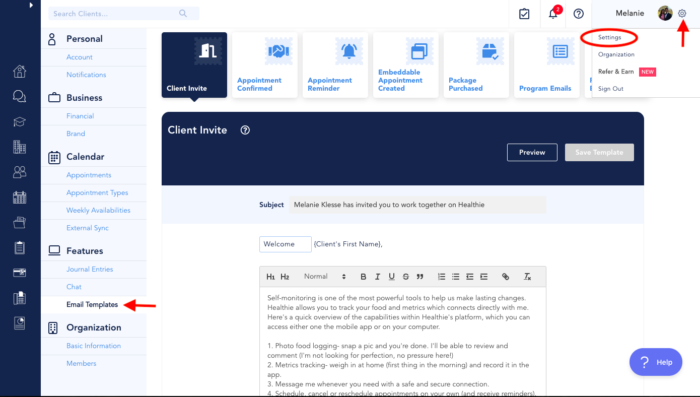 Search Clients...
2
Melanie
Settings
Organization
Refer & Earn NEW
Sign Out
Personal
Account
Notifications
Business
Financial
Brand
Calendar
Appointments
Appointment Types
Weekly Availabilities
External Sync
Features
Journal Entries
Chat
Email Templates
Organization
Basic Information
Members
Client Invite
Appointment
Confirmed
Appointment
Reminder
Embeddable
Appointment
Created
Package
Purchased
Program Emails
Client Invite
Preview
Save Template
Subject
Melanie Klesse has invited you to work together on Healthie
Welcome
{Client's First Name},
H1 H2 Normal B I U S
Self-monitoring is one of the most powerful tools to help us make lasting changes.
Healthie allows you to track your food and metrics which connects directly with me.
Here's a quick overview of the capabilities within Healthie's platform, which you can
access either one the mobile app or on your computer.
1. Photo food logging- snap a pic and you're done. I'll be able to review and
comment (I'm not looking for perfection, no pressure here!)
2. Metrics tracking- weigh in at home (first thing in the morning) and record it in the
app.
3. Message me whenever you need with a safe and secure connection.
4. Schedule, cancel or reschedule appointments on your own (and receive reminders).
? Help